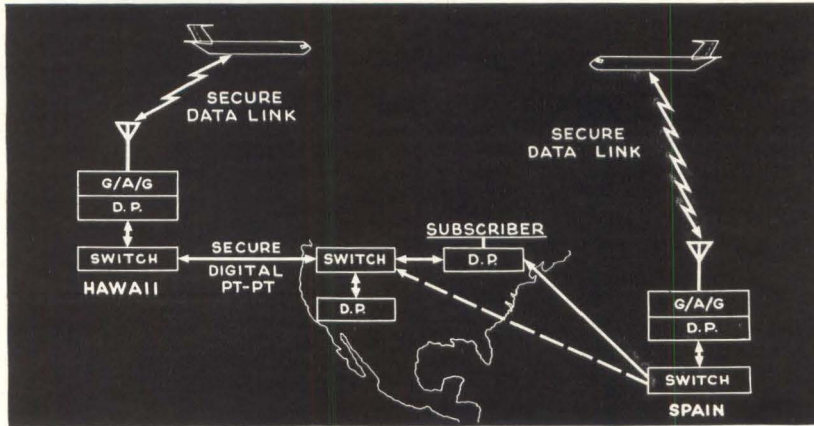 SECURE
DATA LINK
G/A/G
D.P.
SWITCH
HAWAII
SECURE
DIGITAL
PT-PT
SWITCH
D.P.
SUBSCRIBER
D.P.
SECURE
DATA LINK
G/A/G
D.P.
SWITCH
SPAIN